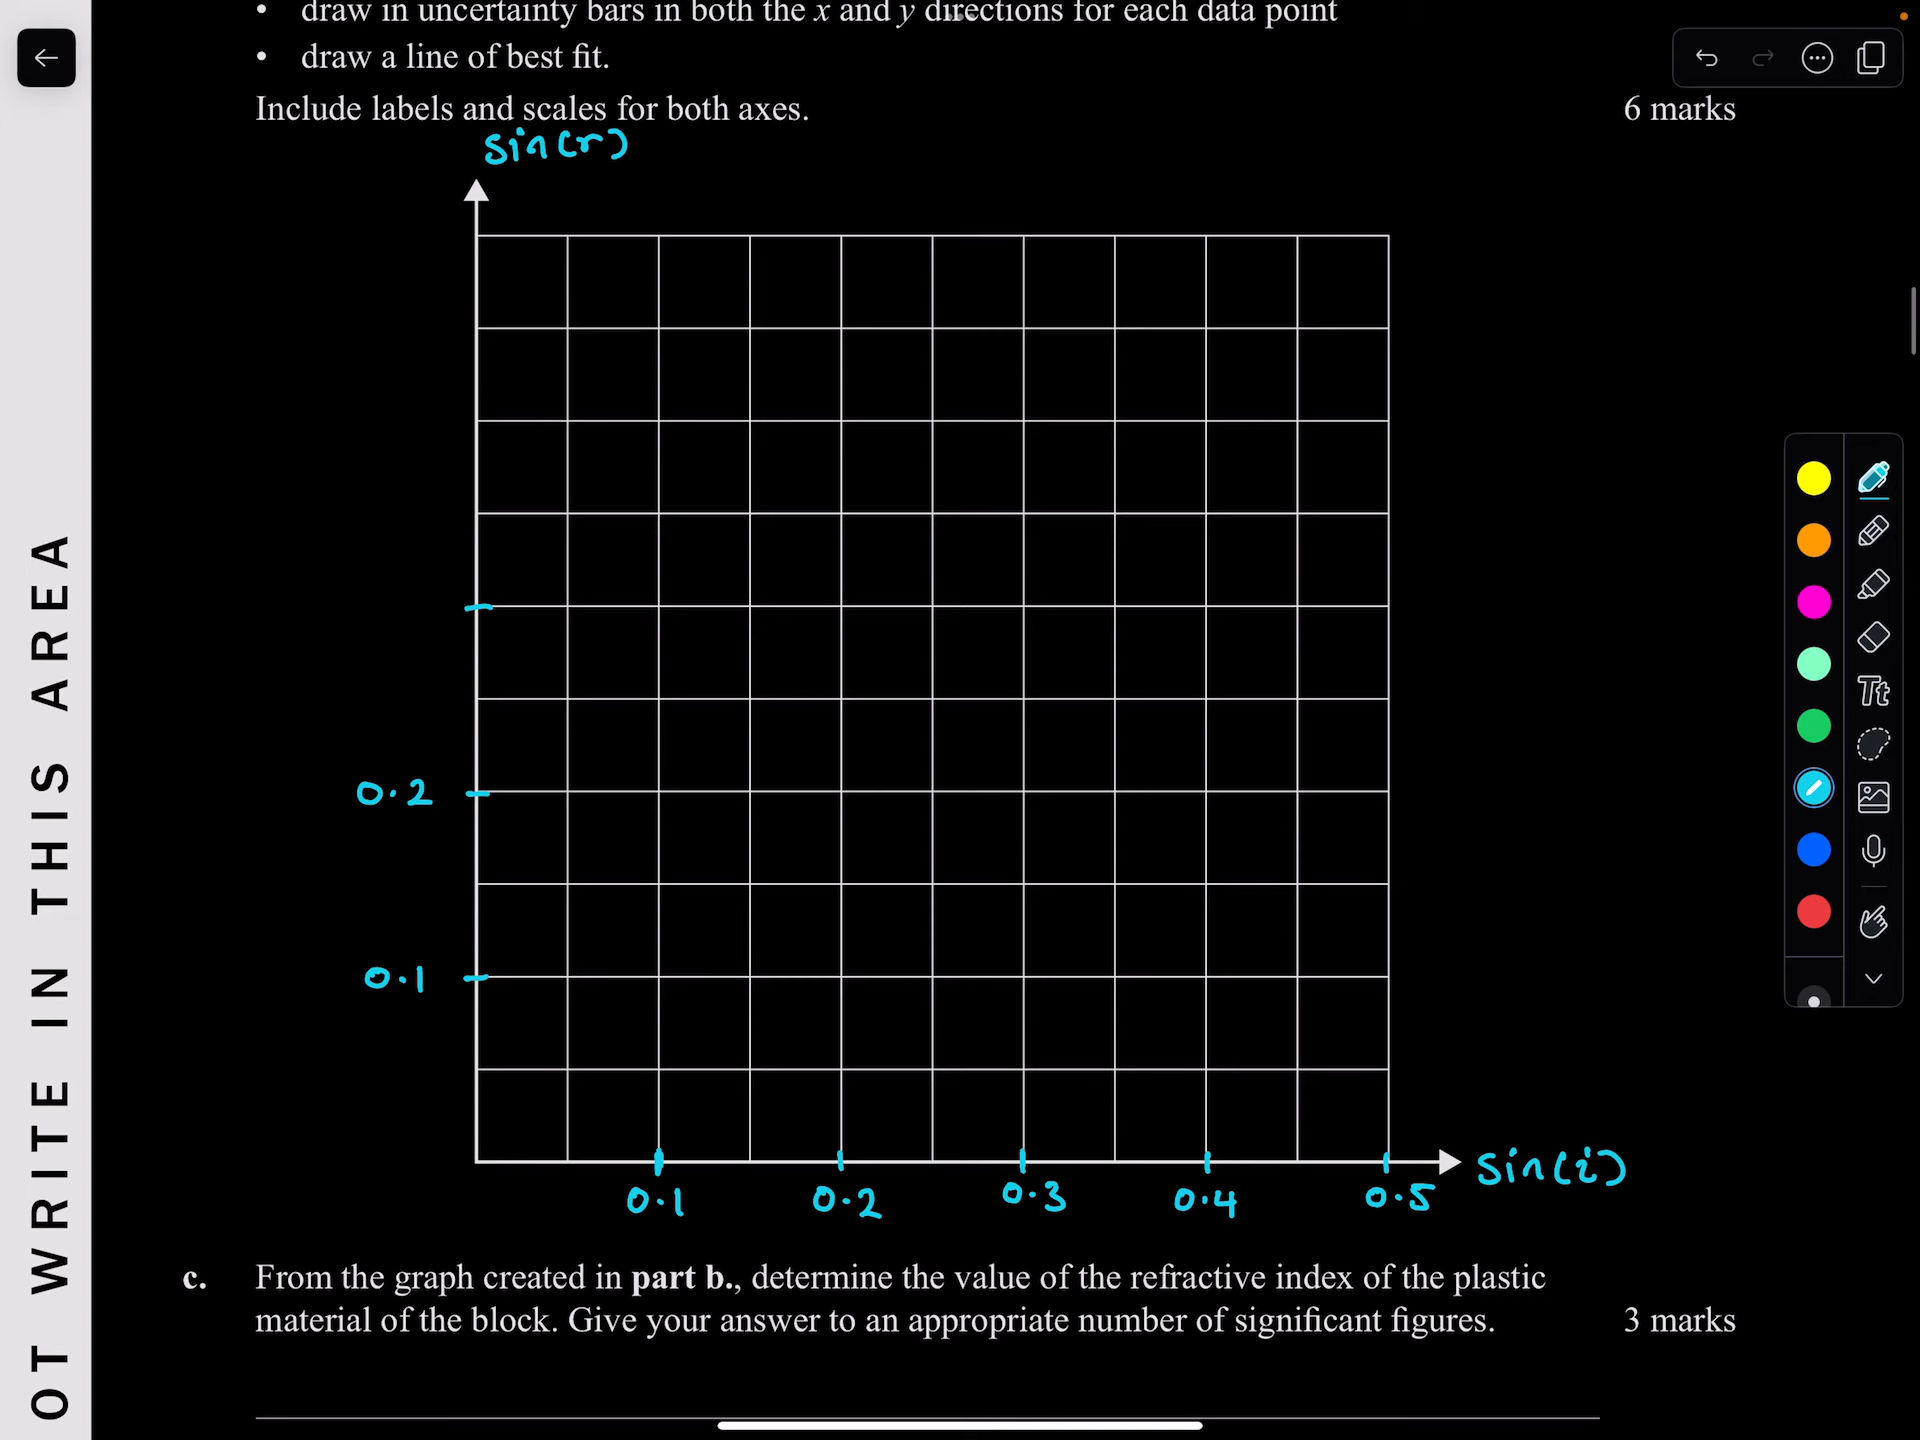 • draw in uncertainty bars in both the x and y directions for each data point
• draw a line of best fit.
Include labels and scales for both axes. 6 marks
sin(r)
0.2
0.1
sin(i)
0.1 0.2 0.3 0.4 0.5
c. From the graph created in part b., determine the value of the refractive index of the plastic
material of the block. Give your answer to an appropriate number of significant figures. 3 marks
OT WRITE IN THIS AREA
Tt